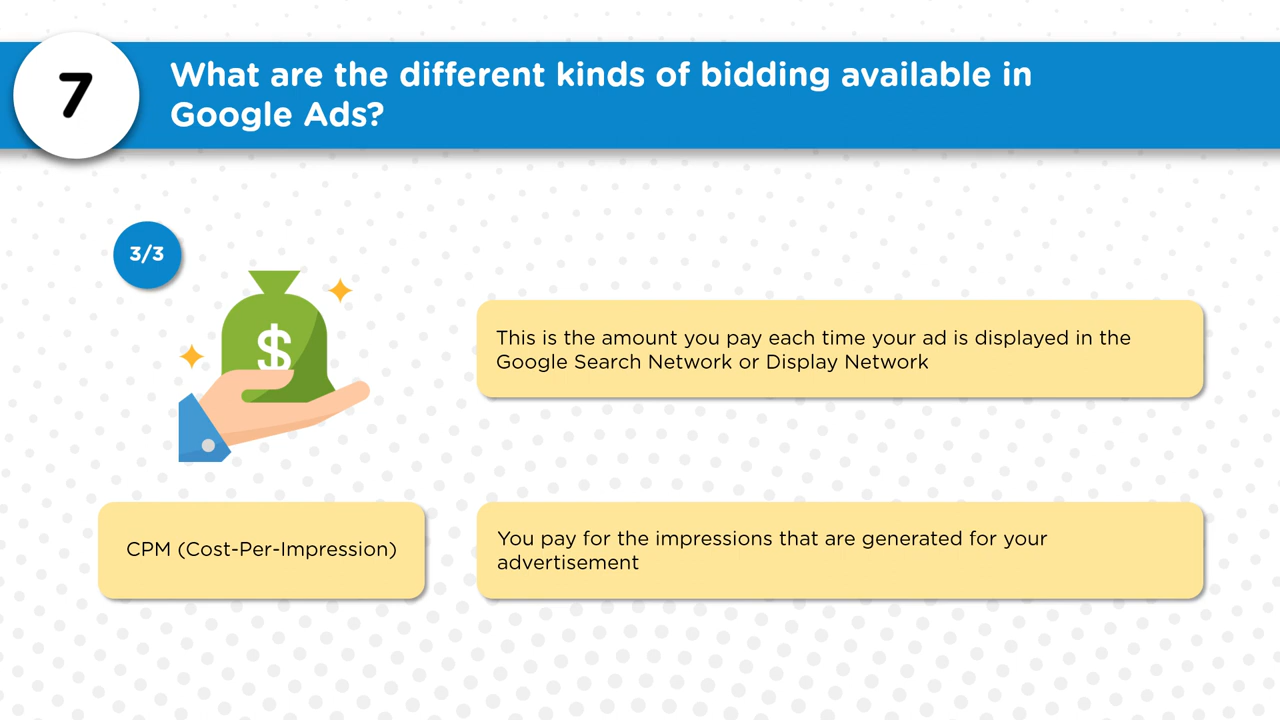 7
What are the different kinds of bidding available in
Google Ads?
3/3
$
This is the amount you pay each time your ad is displayed in the
Google Search Network or Display Network
CPM (Cost-Per-Impression)
You pay for the impressions that are generated for your
advertisement